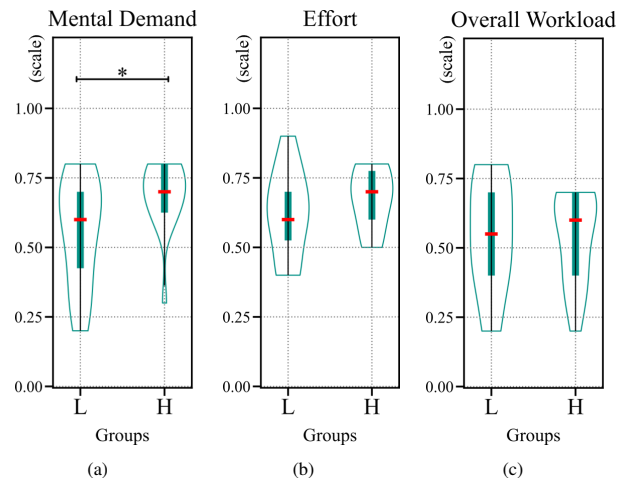 Mental Demand
Effort
Overall Workload
(scale)
(scale)
(scale)
*
1.00
0.75
0.50
0.25
0.00
1.00
0.75
0.50
0.25
0.00
1.00
0.75
0.50
0.25
0.00
L H
L H
L H
Groups
Groups
Groups
(a)
(b)
(c)